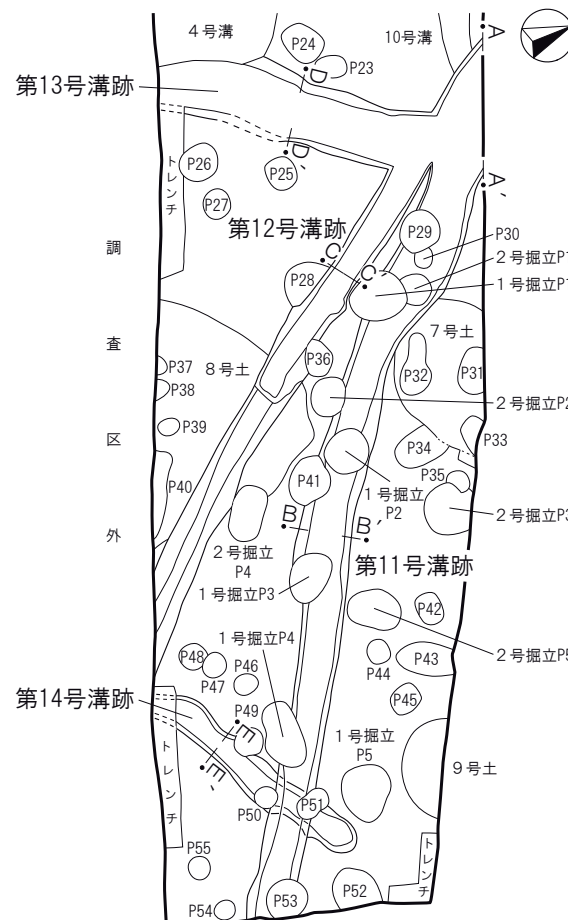 4号溝
P24
10号溝
A
P23
第13号溝跡
D
D'
A'
トレンチ
P26
P25
P27
第12号溝跡
P29
P30
C
C'
2号掘立P1
P28
1号掘立P1
調査区外
7号土
P37
8号土
P36
P32
P31
P38
2号掘立P2
P39
P33
P34
P35
P40
P41
1号掘立
P2
2号掘立P3
B
B'
2号掘立
P4
第11号溝跡
1号掘立P3
P42
1号掘立P4
P44
P43
2号掘立P5
P48
P47
P46
P45
第14号溝跡
P49
E
1号掘立
P5
9号土
E'
トレンチ
P50
P51
P55
トレンチ
P54
P53
P52